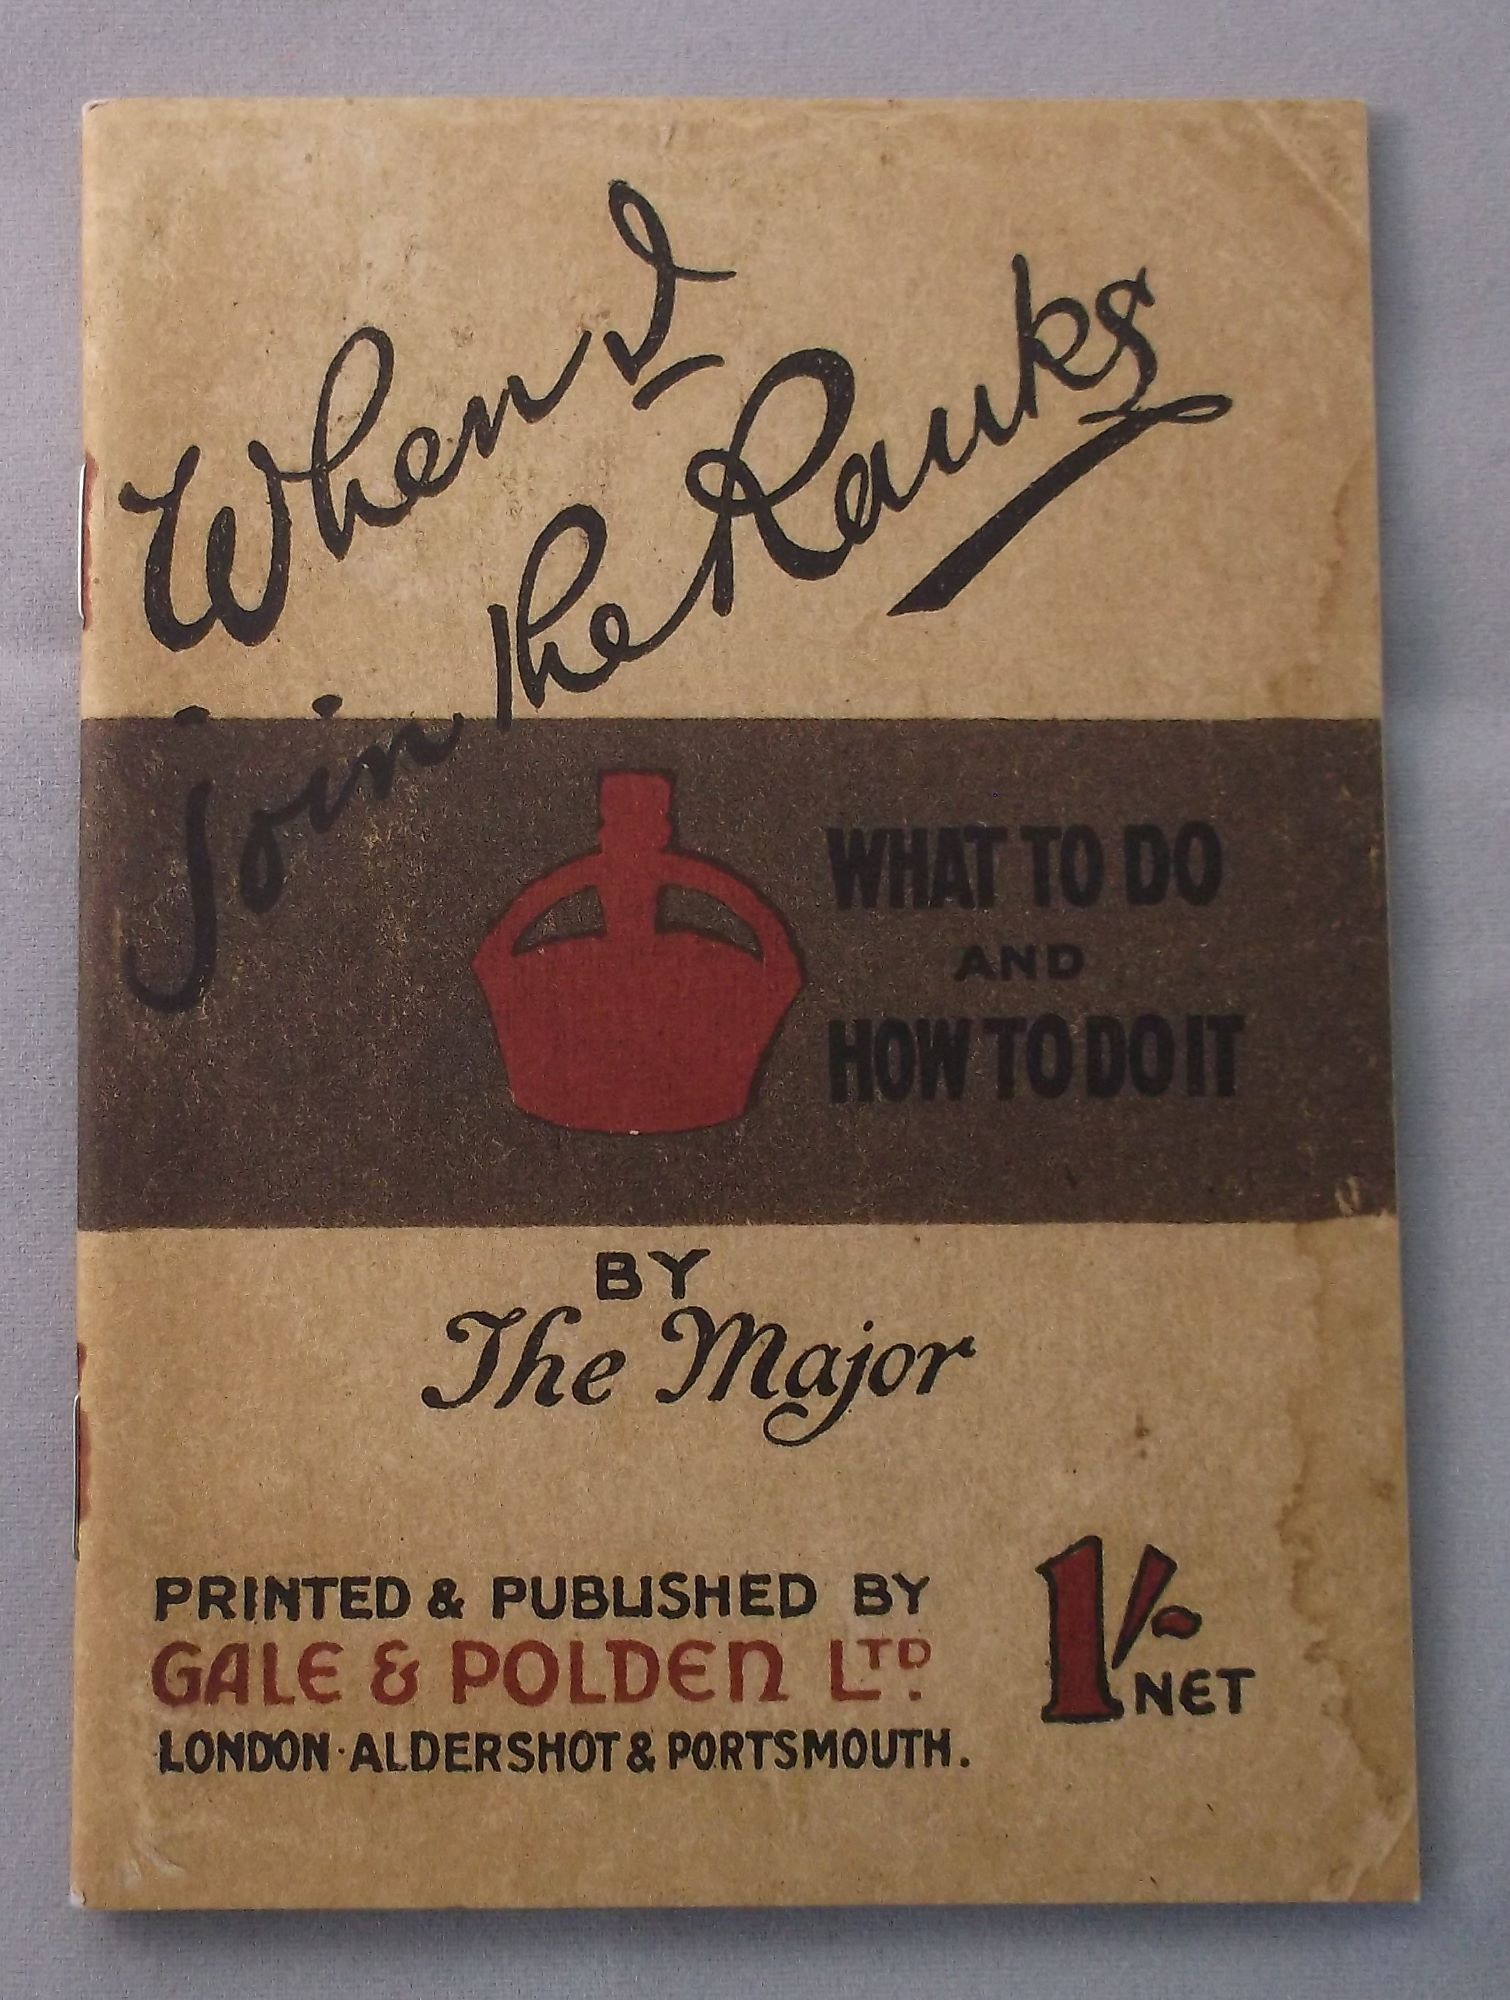 When I
join the Ranks
WHAT TO DO
AND
HOW TO DO IT
BY
The Major
PRINTED & PUBLISHED BY
GALE & POLDEN LTD.
LONDON · ALDERSHOT & PORTSMOUTH.
1/- NET